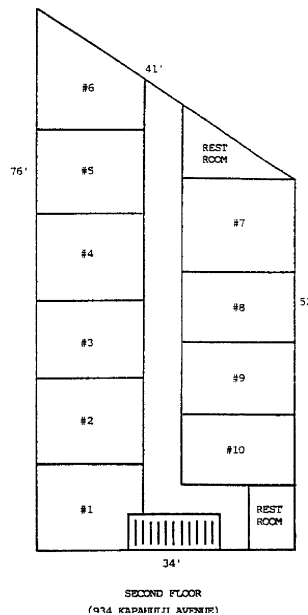 41'
#6
REST
ROOM
#5
76'
#7
#4
#8
#3
#9
#2
#10
#1
REST
ROOM
34'
SECOND FLOOR
(934 KAPAHULU AVENUE)